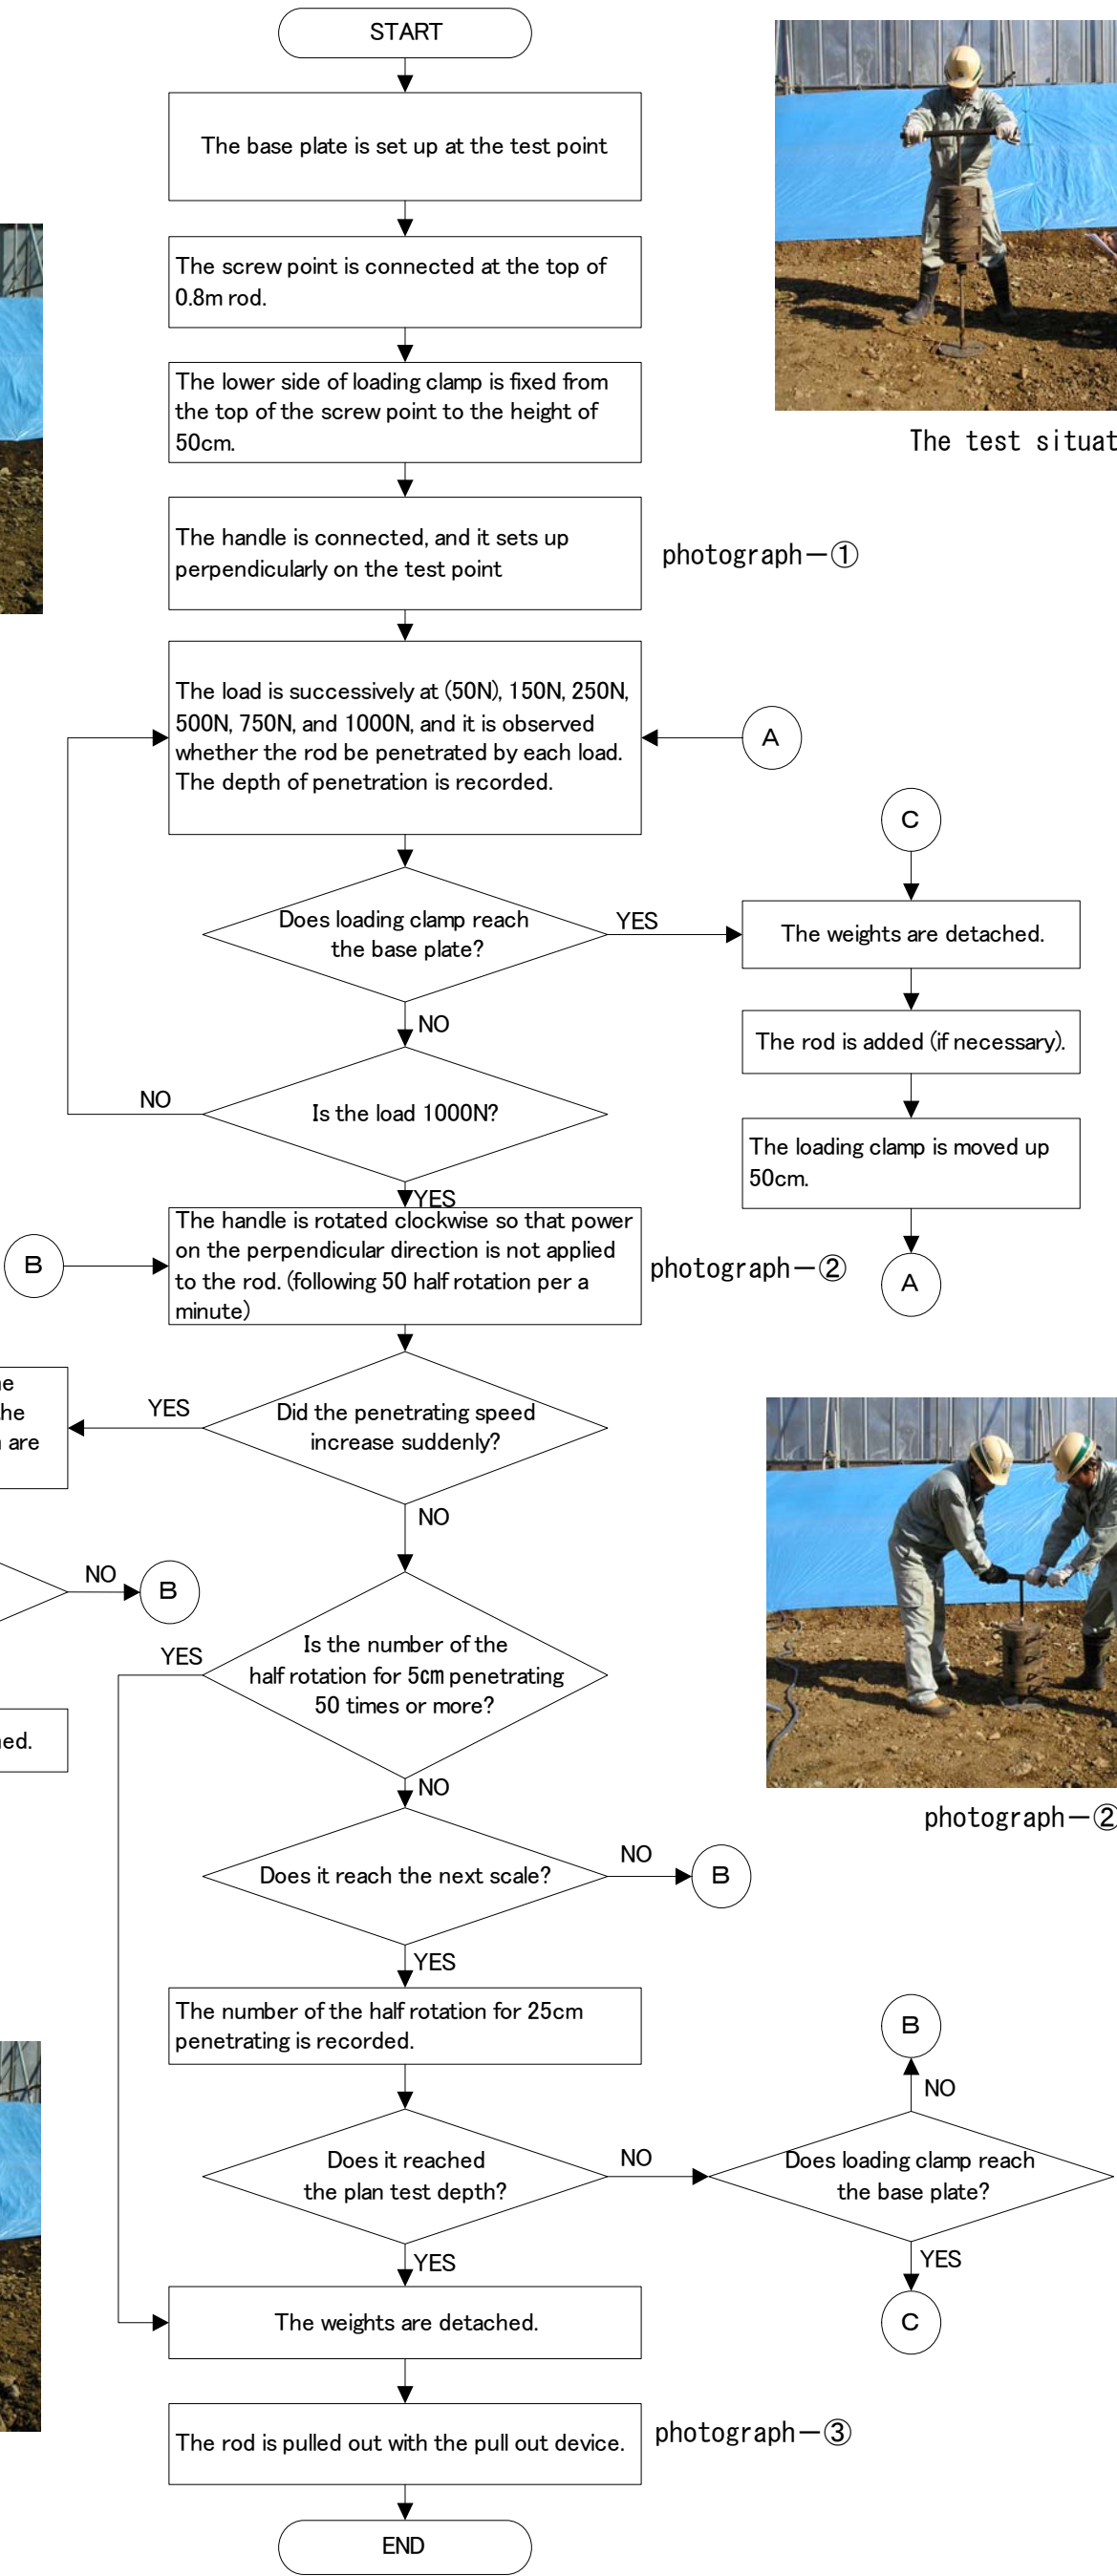 START
The base plate is set up at the test point
The screw point is connected at the top of
0.8m rod.
The lower side of loading clamp is fixed from
the top of the screw point to the height of
50cm.
The test situat
The handle is connected, and it sets up
perpendicularly on the test point
photograph－①
The load is successively at (50N), 150N, 250N,
500N, 750N, and 1000N, and it is observed
whether the rod be penetrated by each load.
The depth of penetration is recorded.
A
C
Does loading clamp reach
the base plate?
YES
The weights are detached.
NO
The rod is added (if necessary).
NO
Is the load 1000N?
The loading clamp is moved up
50cm.
YES
The handle is rotated clockwise so that power
on the perpendicular direction is not applied
to the rod. (following 50 half rotation per a
minute)
B
photograph－②
A
ne
the
n are
YES
Did the penetrating speed
increase suddenly?
NO
NO
B
YES
Is the number of the
half rotation for 5cm penetrating
50 times or more?
ned.
NO
photograph－②
Does it reach the next scale?
NO
B
YES
The number of the half rotation for 25cm
penetrating is recorded.
B
NO
Does it reached
the plan test depth?
NO
Does loading clamp reach
the base plate?
YES
YES
The weights are detached.
C
The rod is pulled out with the pull out device.
photograph－③
END